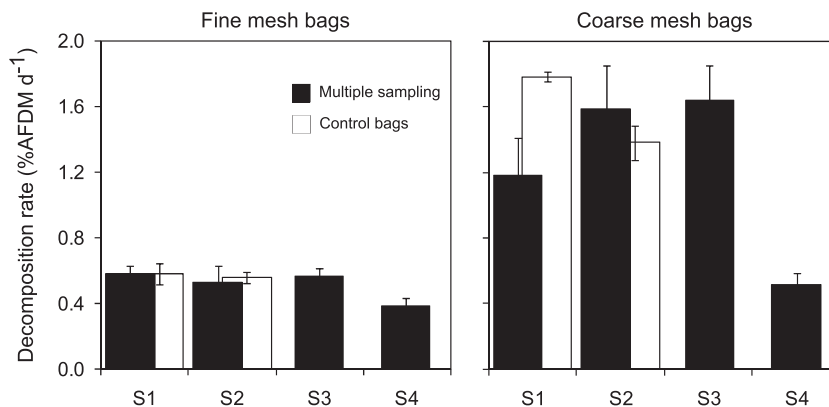 Fine mesh bags
Coarse mesh bags
Decomposition rate (%AFDM d⁻¹)
2.0
1.6
1.2
0.8
0.4
0.0
Multiple sampling
Control bags
S1 S2 S3 S4
S1 S2 S3 S4